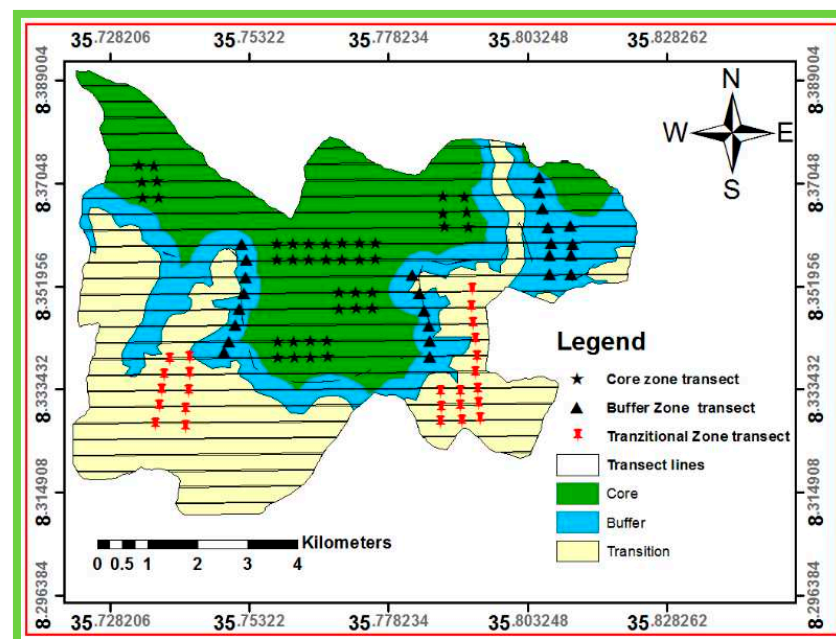 35.728206 35.75322 35.778234 35.803248 35.828262
8.389004 8.389004
N
W E
S
8.37048 8.37048
8.351956 8.351956
Legend
Core zone transect
8.333432 8.333432
Buffer Zone transect
Tranzitional Zone transect
Transect lines
Core
8.314908 8.314908
Buffer
Transition
Kilometers
0 0.5 1 2 3 4
8.296384 8.296384
35.728206 35.75322 35.778234 35.803248 35.828262